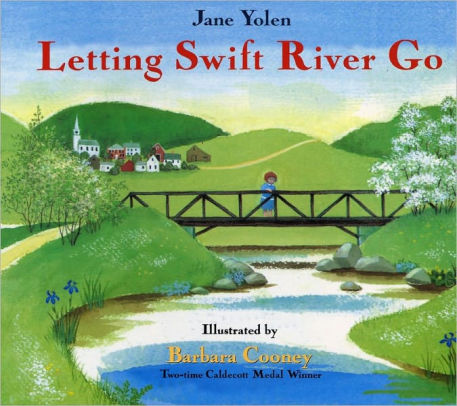 Jane Yolen
Letting Swift River Go
Illustrated by
Barbara Cooney
Two-time Caldecott Medal Winner